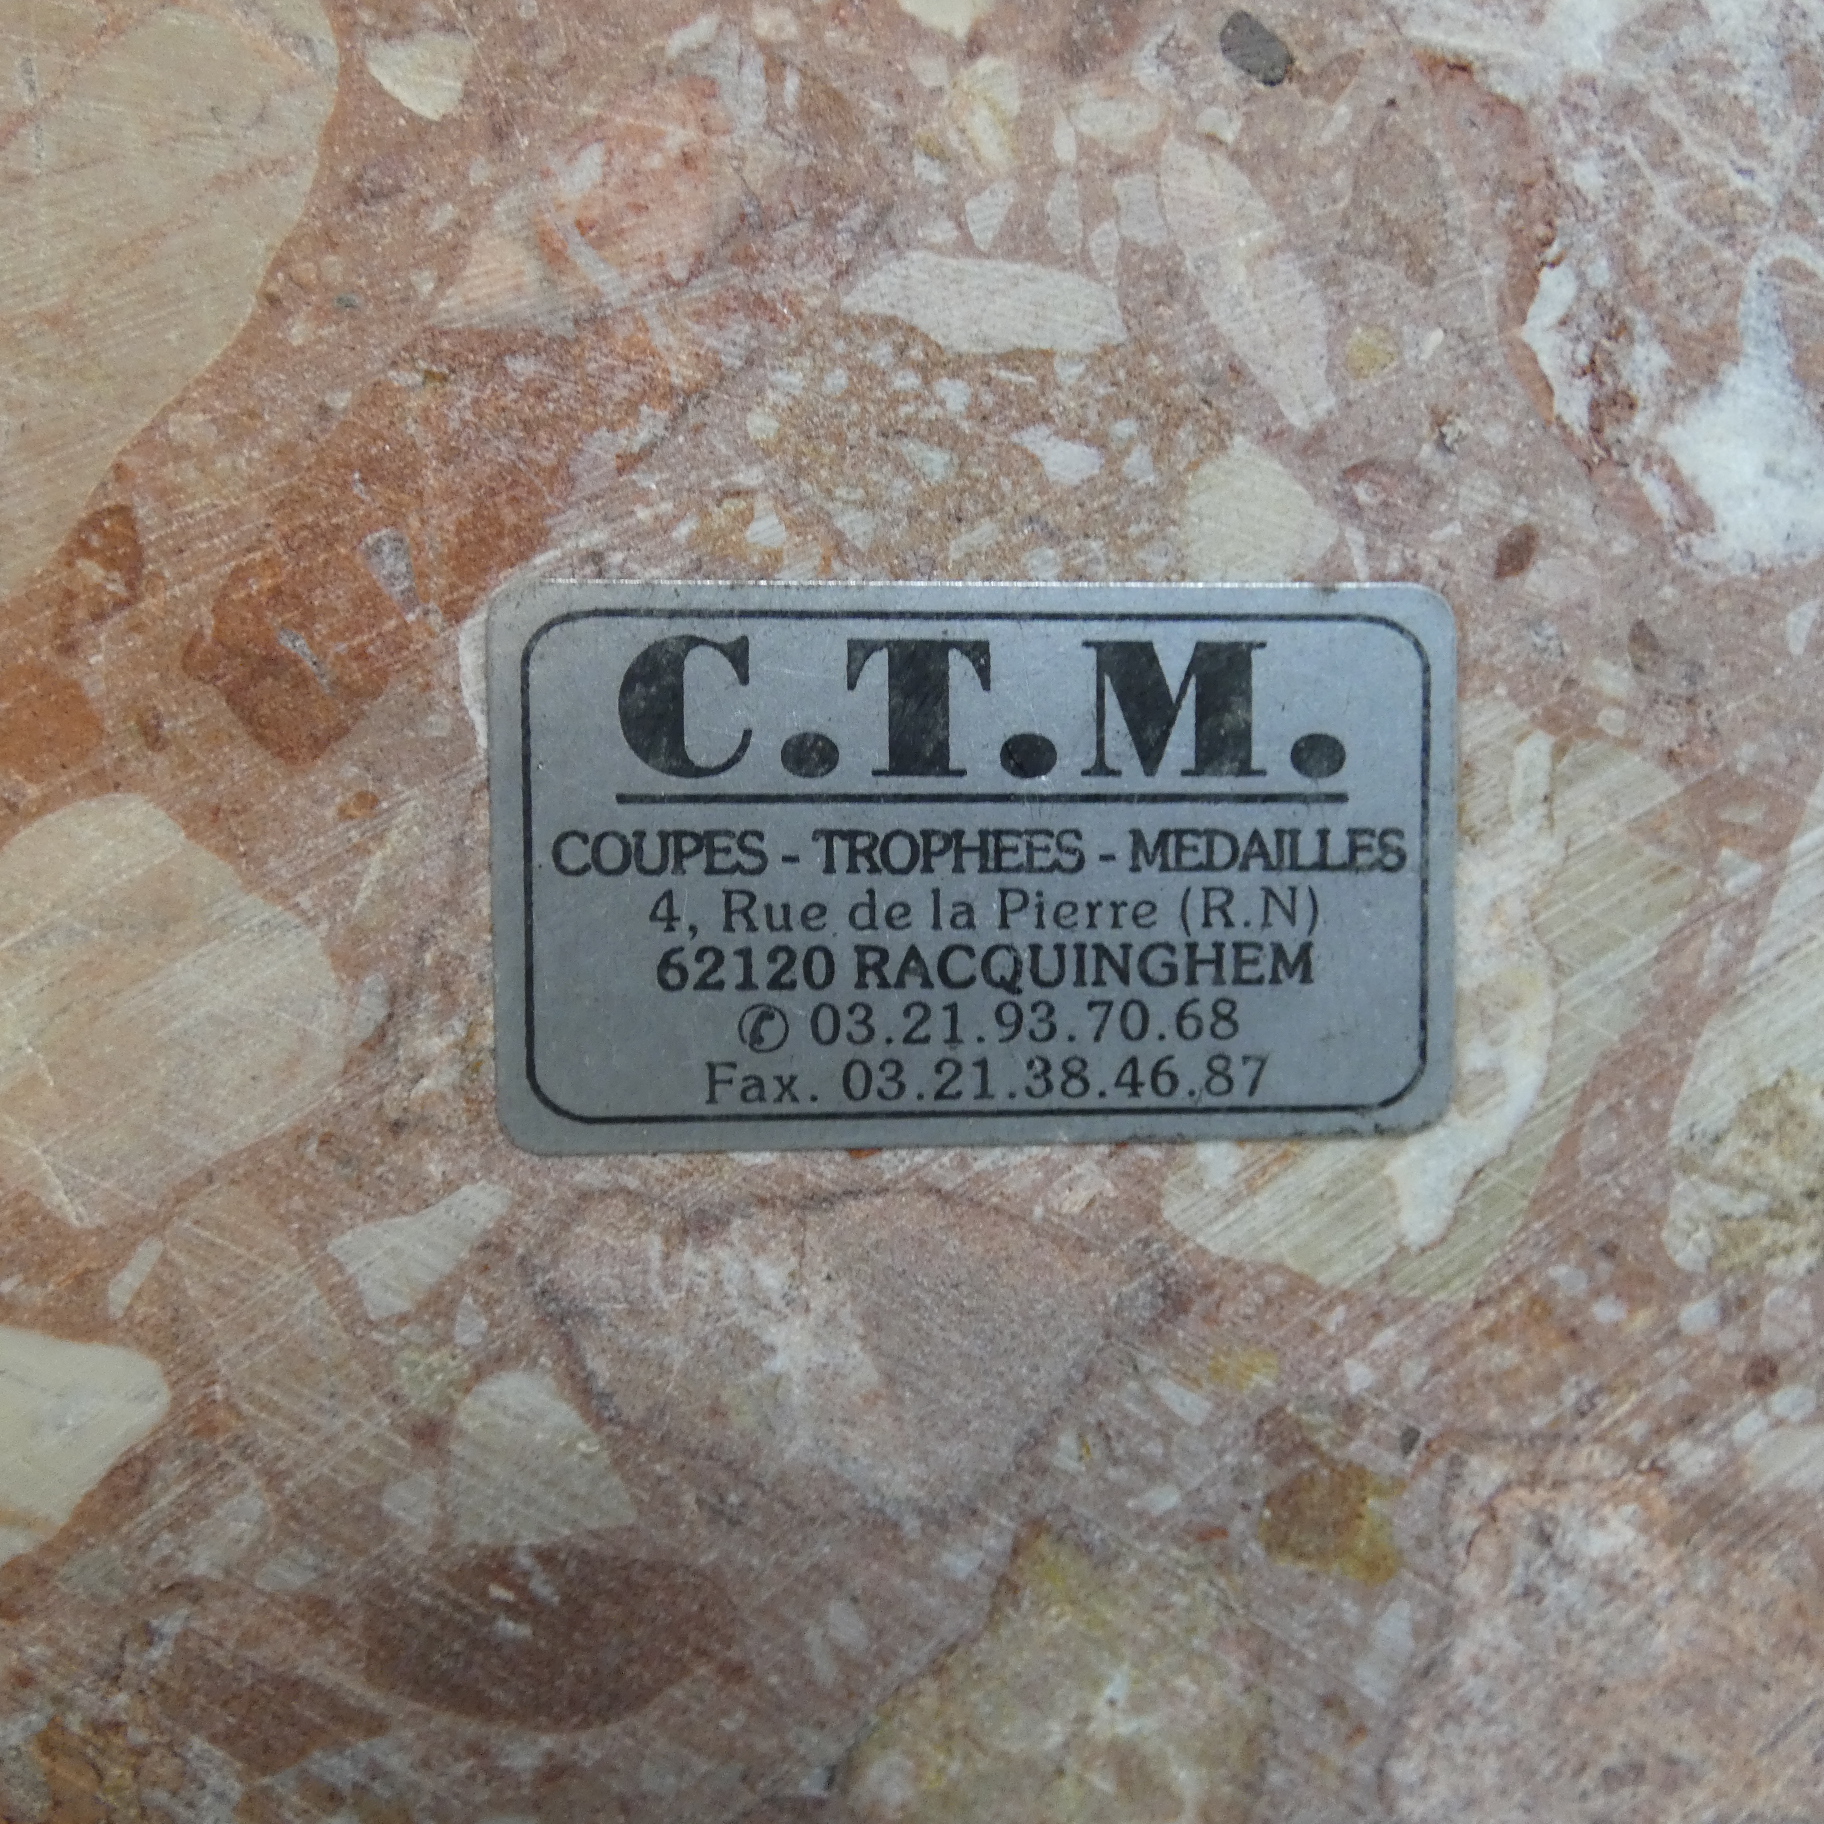 C.T.M.
COUPES - TROPHEES - MEDAILLES
4, Rue de la Pierre (R.N)
62120 RACQUINGHEM
✆ 03.21.93.70.68
Fax. 03.21.38.46.87